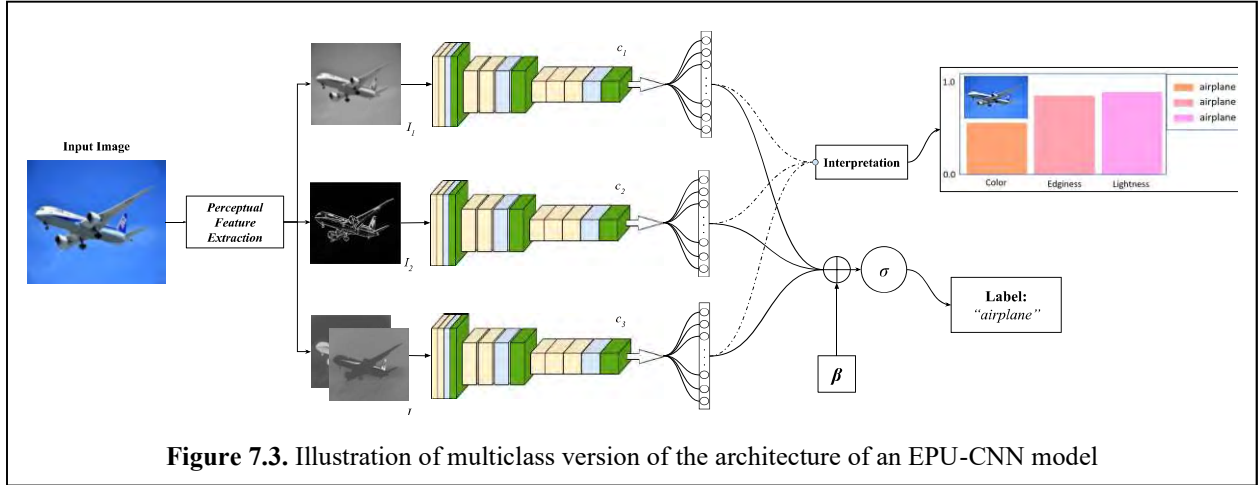 Input Image
Perceptual
Feature
Extraction
I1
I2
I
c1
c2
c3
Interpretation
β
σ
Label:
"airplane"
1.0
0.0
Color
Edginess
Lightness
airplane
airplane
airplane
Figure 7.3. Illustration of multiclass version of the architecture of an EPU-CNN model